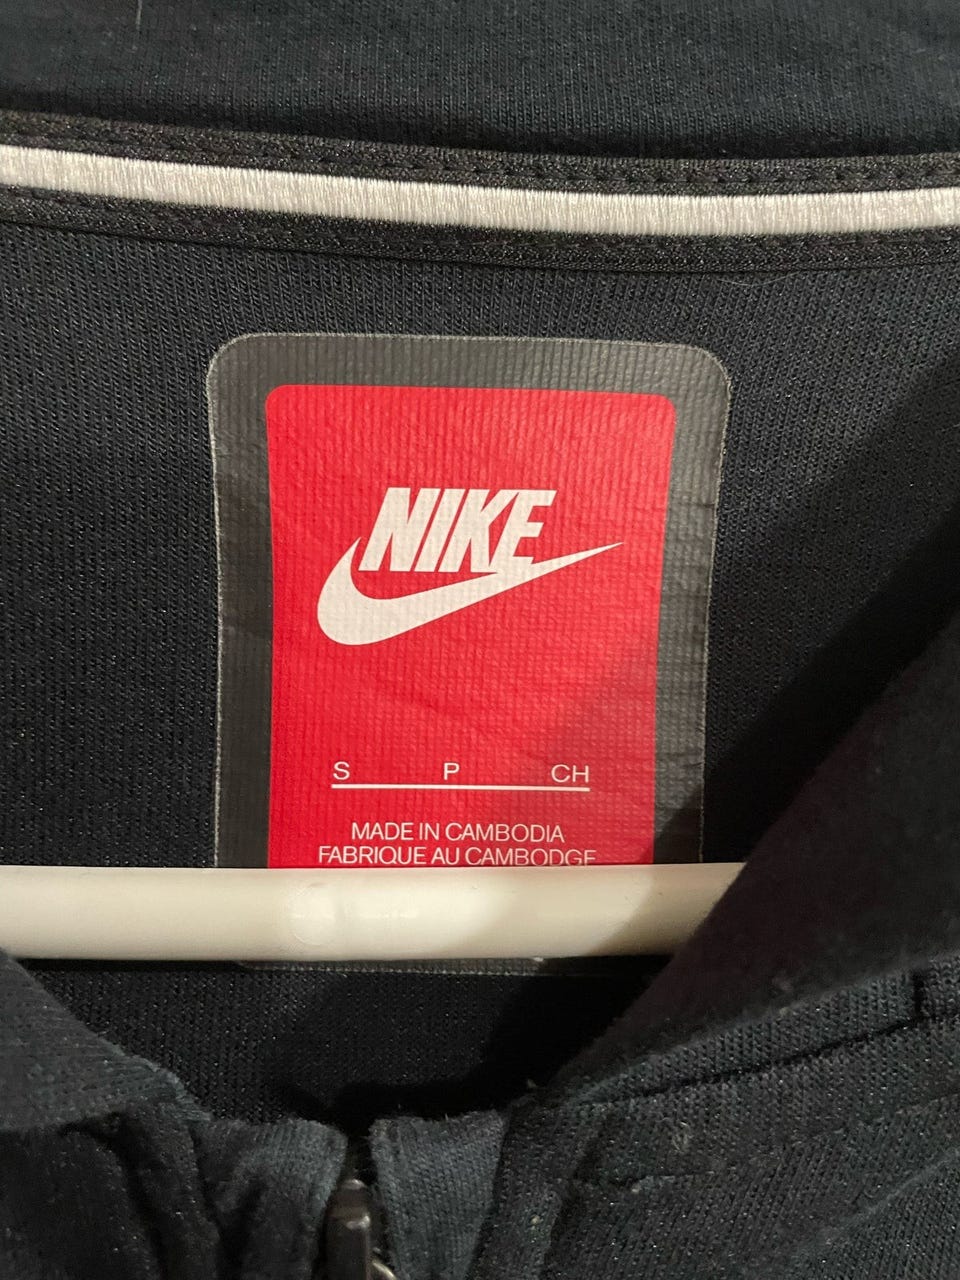 NIKE
S P CH
MADE IN CAMBODIA
FABRIQUE AU CAMBODGE